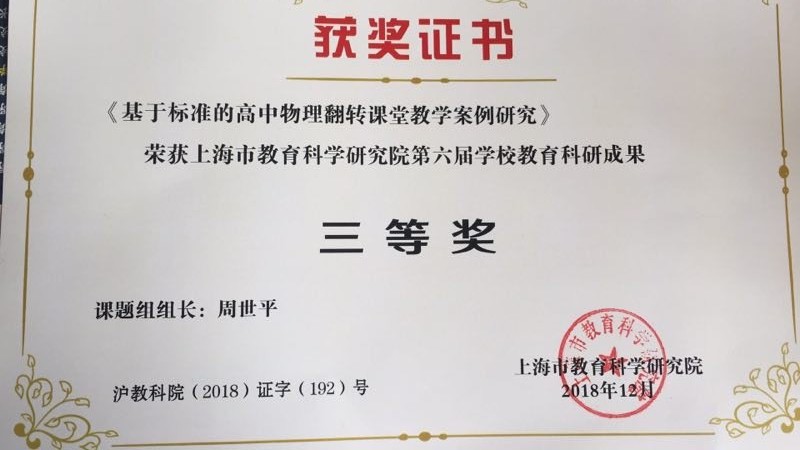 获奖证书
《基于标准的高中物理翻转课堂教学案例研究》
荣获上海市教育科学研究院第六届学校教育科研成果
三等奖
课题组组长：周世平
上海市教育科学研究院
2018年12月
沪教科院（2018）证字（192）号